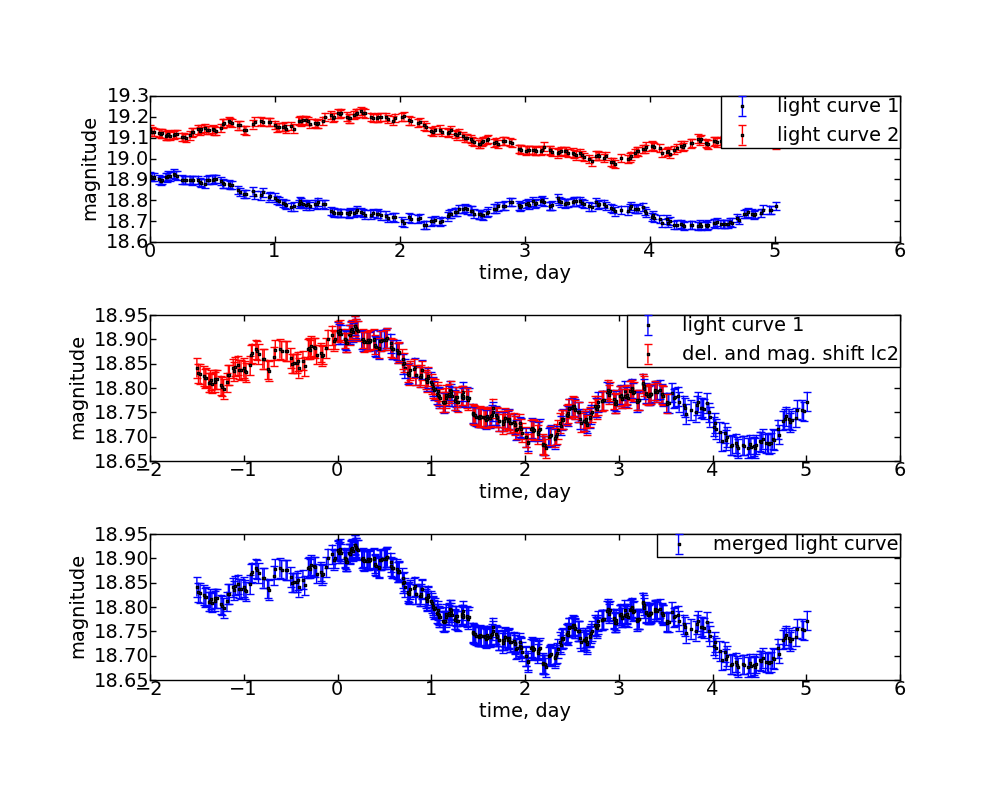 19.3
19.2
19.1
19.0
18.9
18.8
18.7
18.6
magnitude
light curve 1
light curve 2
0 1 2 3 4 5 6
time, day
18.95
18.90
18.85
18.80
18.75
18.70
18.65
magnitude
light curve 1
del. and mag. shift lc2
−2 −1 0 1 2 3 4 5 6
time, day
18.95
18.90
18.85
18.80
18.75
18.70
18.65
magnitude
merged light curve
−2 −1 0 1 2 3 4 5 6
time, day